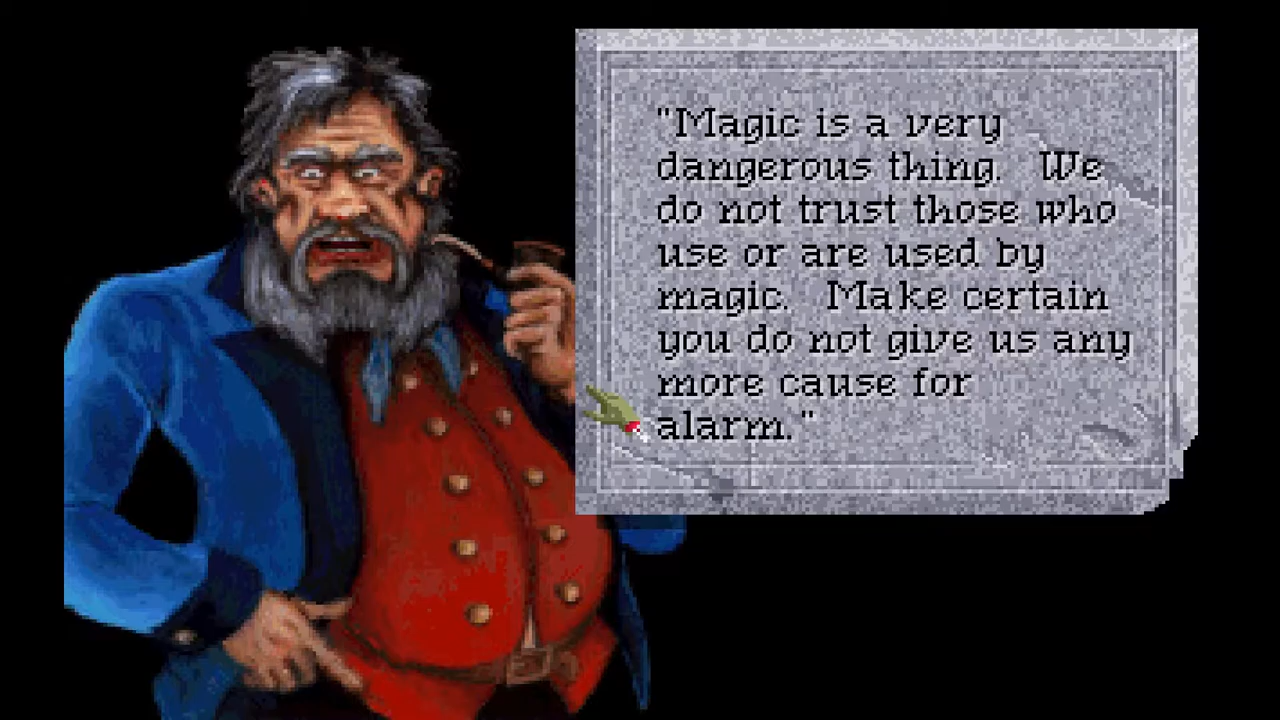 "Magic is a very
dangerous thing.  We
do not trust those who
use or are used by
magic.  Make certain
you do not give us any
more cause for
alarm."